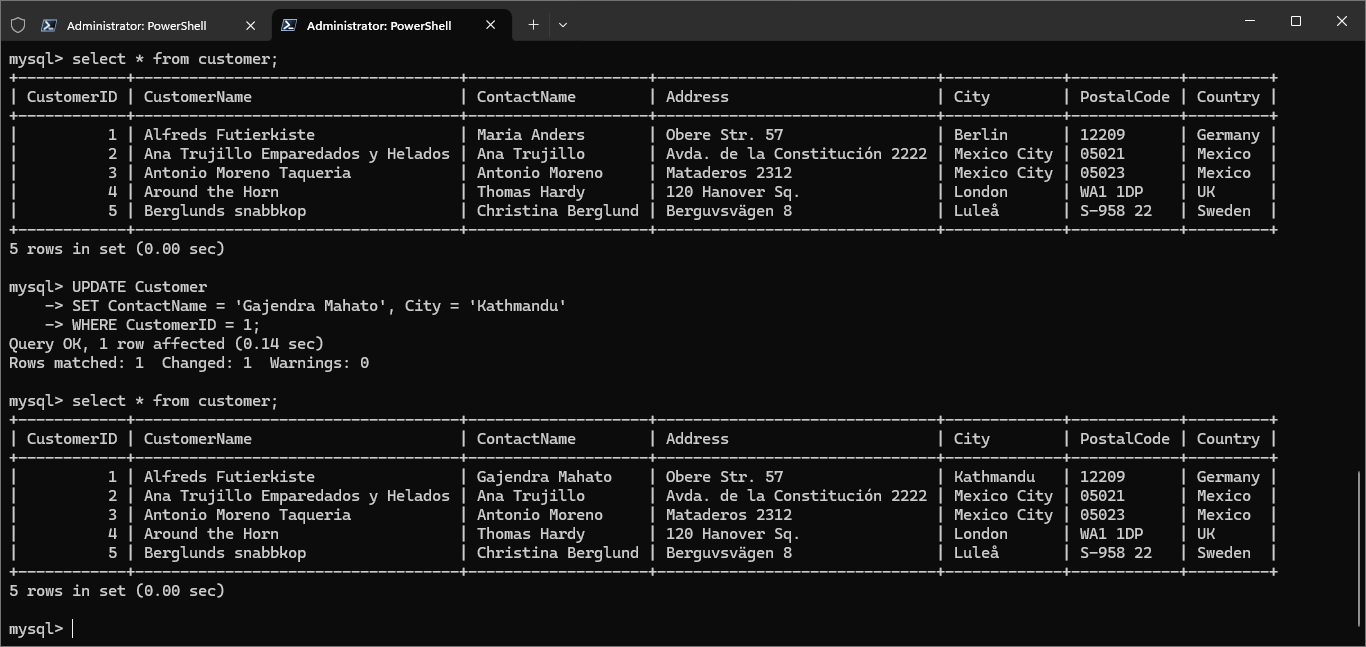 Administrator: PowerShell Administrator: PowerShell
mysql> select * from customer;
+------------+------------------------------------+--------------------+-------------------------------+-------------+------------+---------+
| CustomerID | CustomerName                       | ContactName        | Address                       | City        | PostalCode | Country |
+------------+------------------------------------+--------------------+-------------------------------+-------------+------------+---------+
|          1 | Alfreds Futierkiste                | Maria Anders       | Obere Str. 57                 | Berlin      | 12209      | Germany |
|          2 | Ana Trujillo Emparedados y Helados | Ana Trujillo       | Avda. de la Constitución 2222 | Mexico City | 05021      | Mexico  |
|          3 | Antonio Moreno Taqueria            | Antonio Moreno     | Mataderos 2312                | Mexico City | 05023      | Mexico  |
|          4 | Around the Horn                    | Thomas Hardy       | 120 Hanover Sq.               | London      | WA1 1DP    | UK      |
|          5 | Berglunds snabbkop                 | Christina Berglund | Berguvsvägen 8                | Luleå       | S-958 22   | Sweden  |
+------------+------------------------------------+--------------------+-------------------------------+-------------+------------+---------+
5 rows in set (0.00 sec)
mysql> UPDATE Customer
    -> SET ContactName = 'Gajendra Mahato', City = 'Kathmandu'
    -> WHERE CustomerID = 1;
Query OK, 1 row affected (0.14 sec)
Rows matched: 1  Changed: 1  Warnings: 0
mysql> select * from customer;
+------------+------------------------------------+--------------------+-------------------------------+-------------+------------+---------+
| CustomerID | CustomerName                       | ContactName        | Address                       | City        | PostalCode | Country |
+------------+------------------------------------+--------------------+-------------------------------+-------------+------------+---------+
|          1 | Alfreds Futierkiste                | Gajendra Mahato    | Obere Str. 57                 | Kathmandu   | 12209      | Germany |
|          2 | Ana Trujillo Emparedados y Helados | Ana Trujillo       | Avda. de la Constitución 2222 | Mexico City | 05021      | Mexico  |
|          3 | Antonio Moreno Taqueria            | Antonio Moreno     | Mataderos 2312                | Mexico City | 05023      | Mexico  |
|          4 | Around the Horn                    | Thomas Hardy       | 120 Hanover Sq.               | London      | WA1 1DP    | UK      |
|          5 | Berglunds snabbkop                 | Christina Berglund | Berguvsvägen 8                | Luleå       | S-958 22   | Sweden  |
+------------+------------------------------------+--------------------+-------------------------------+-------------+------------+---------+
5 rows in set (0.00 sec)
mysql>